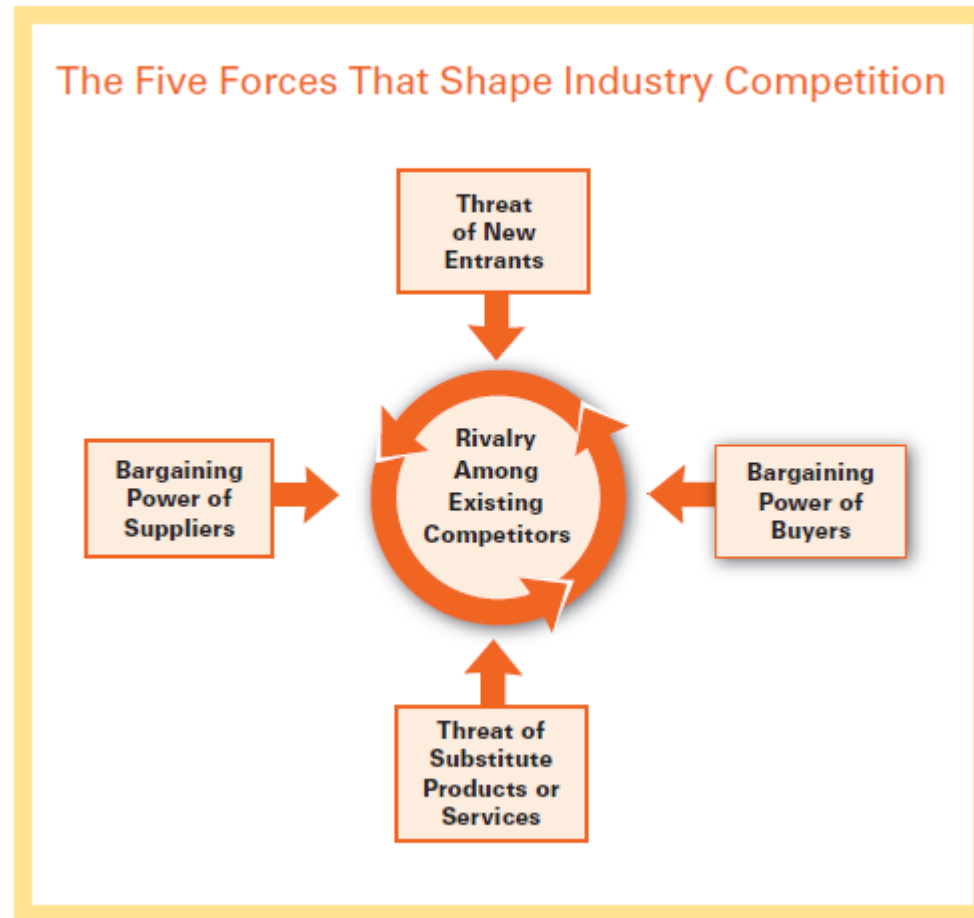 The Five Forces That Shape Industry Competition
Threat
of New
Entrants
Bargaining
Power of
Suppliers
Rivalry
Among
Existing
Competitors
Bargaining
Power of
Buyers
Threat of
Substitute
Products or
Services